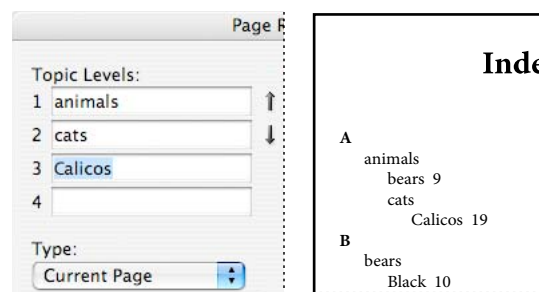 Page R
Topic Levels:
1 animals
2 cats
3 Calicos
4
Type:
Current Page
Inde
A
animals
bears 9
cats
Calicos 19
B
bears
Black 10